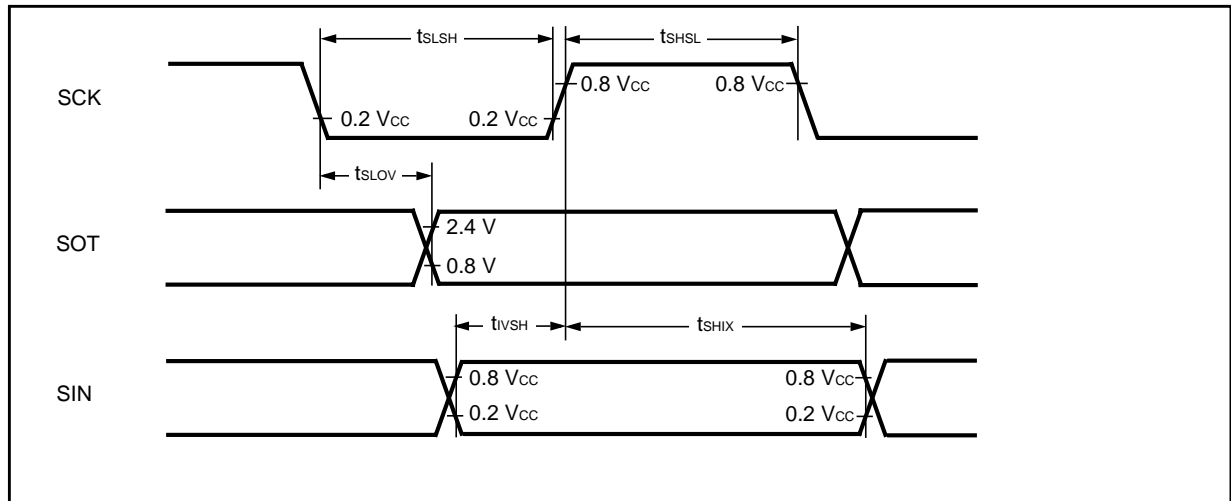 tSLSH tSHSL
SCK
0.8 VCC 0.8 VCC
0.2 VCC 0.2 VCC
tSLOV
SOT
2.4 V
0.8 V
tIVSH tSHIX
SIN
0.8 VCC 0.8 VCC
0.2 VCC 0.2 VCC